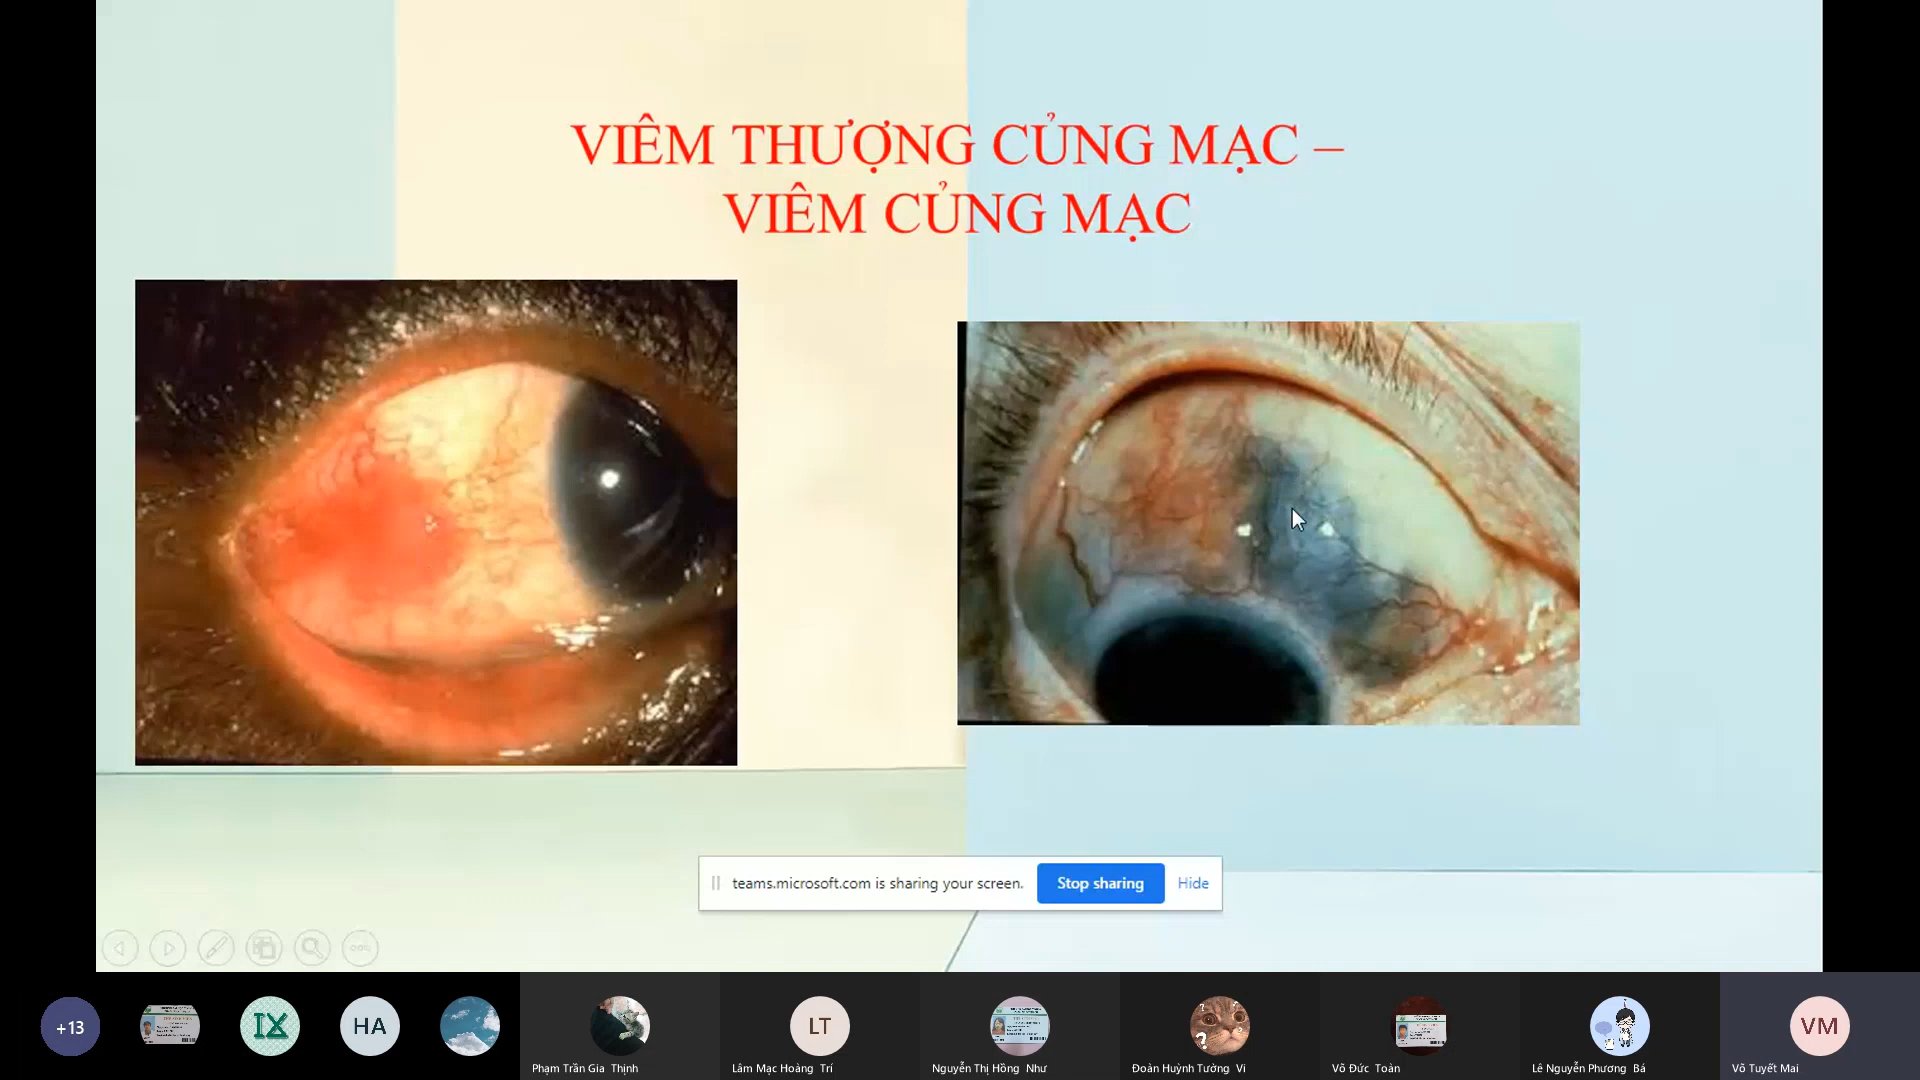 VIÊM THƯỢNG CỦNG MẠC –
VIÊM CỦNG MẠC
teams.microsoft.com is sharing your screen.
Stop sharing
Hide
+13
IX
HA
LT
VM
Phạm Trần Gia Thịnh
Lâm Mạc Hoàng Trí
Nguyễn Thị Hồng Như
Đoàn Huỳnh Tường Vi
Võ Đức Toàn
Lê Nguyễn Phương Bá
Võ Tuyết Mai